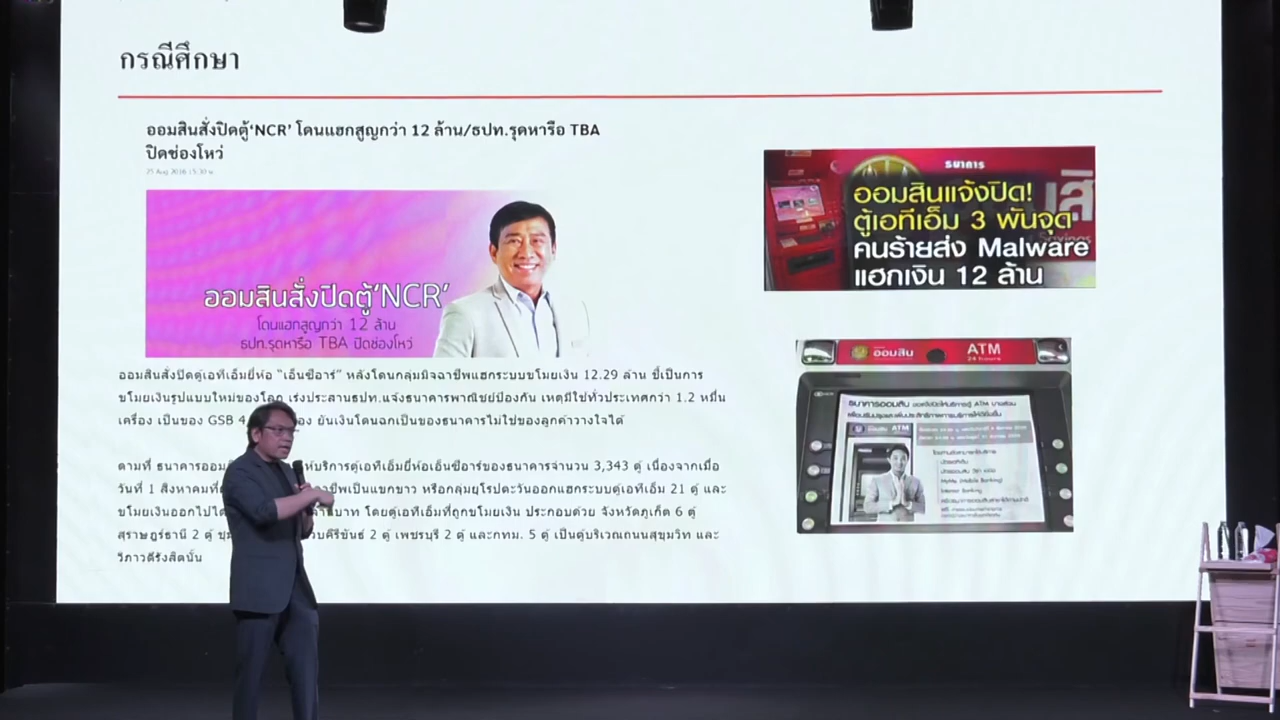 กรณีศึกษา
ออมสินสั่งปิดตู้‘NCR’ โดนแฮกสูญกว่า 12 ล้าน/ธปท.รุดหารือ TBA
ปิดช่องโหว่
25 Aug 2016
ออมสินสั่งปิดตู้‘NCR’
โดนแฮกสูญกว่า 12 ล้าน
ธปท.รุดหารือ TBA ปิดช่องโหว่
ออมสินสั่งปิดตู้เอทีเอ็มยี่ห้อ “เอ็นซีอาร์” หลังโดนกลุ่มมิจฉาชีพแฮกระบบขโมยเงิน 12.29 ล้าน ชี้เป็นการ
ขโมยเงินรูปแบบใหม่ของโลก เร่งประสานธปท.แจ้งธนาคารพาณิชย์ป้องกัน เหตุมีใช้ทั่วประเทศกว่า 1.2 หมื่น
เครื่อง เป็นของ GSB 4, ยันเงินโดนฉกเป็นของธนาคารไม่ใช่ของลูกค้าวางใจได้
ตามที่ ธนาคารออมสิน ให้บริการตู้เอทีเอ็มยี่ห้อเอ็นซีอาร์ของธนาคารจำนวน 3,343 ตู้ เนื่องจากเมื่อ
วันที่ 1 สิงหาคมที่ ชีพเป็นแขกขาว หรือกลุ่มยุโรปตะวันออกแฮกระบบตู้เอทีเอ็ม 21 ตู้ และ
ขโมยเงินออกไปได้ ล้านบาท โดยตู้เอทีเอ็มที่ถูกขโมยเงิน ประกอบด้วย จังหวัดภูเก็ต 6 ตู้
สุราษฎร์ธานี 2 ตู้ วบคีรีขันธ์ 2 ตู้ เพชรบุรี 2 ตู้ และกทม. 5 ตู้ เป็นตู้บริเวณถนนสุขุมวิท และ
วิภาวดีรังสิตนั้น
ธนาคาร
ออมสินแจ้งปิด!
ตู้เอทีเอ็ม 3 พันจุด
คนร้ายส่ง Malware
แฮกเงิน 12 ล้าน
ออมสิน ATM
24 hours
ธนาคารออมสิน